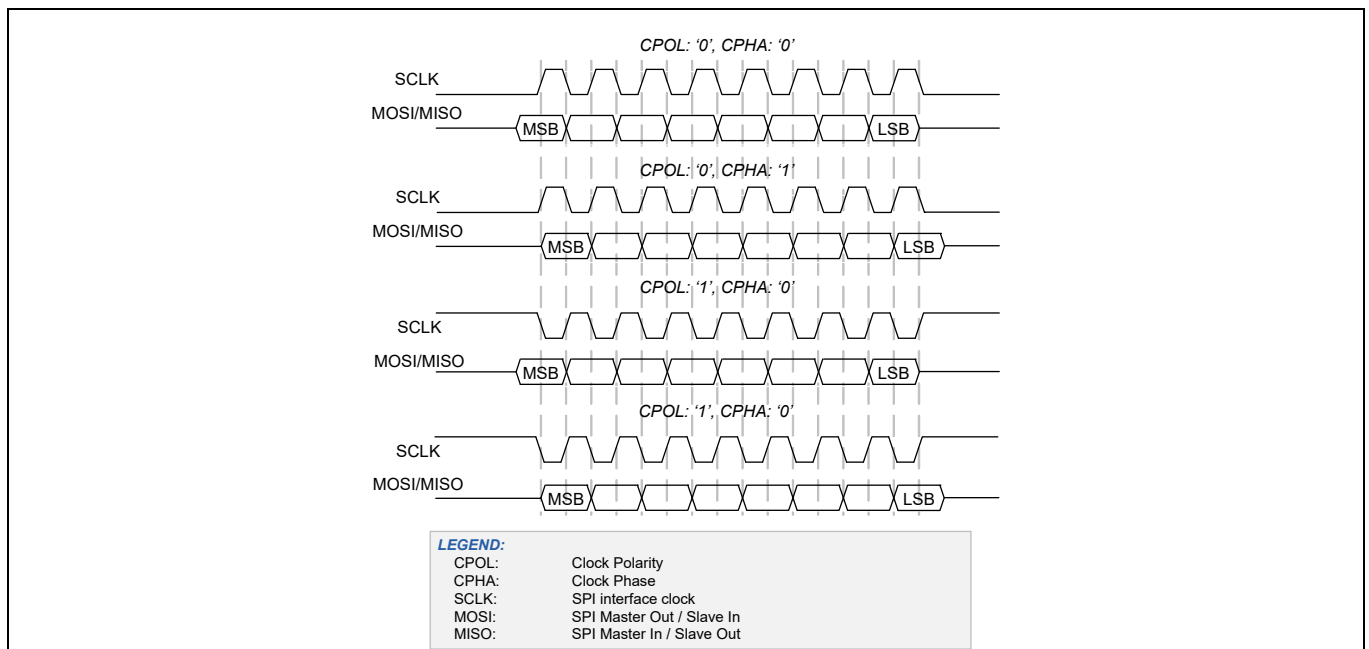 CPOL: ‘0’, CPHA: ‘0’
SCLK
MOSI/MISO
MSB LSB
CPOL: ‘0’, CPHA: ‘1’
SCLK
MOSI/MISO
MSB LSB
CPOL: ‘1’, CPHA: ‘0’
SCLK
MOSI/MISO
MSB LSB
CPOL: ‘1’, CPHA: ‘0’
SCLK
MOSI/MISO
MSB LSB
LEGEND:
CPOL: Clock Polarity
CPHA: Clock Phase
SCLK: SPI interface clock
MOSI: SPI Master Out / Slave In
MISO: SPI Master In / Slave Out